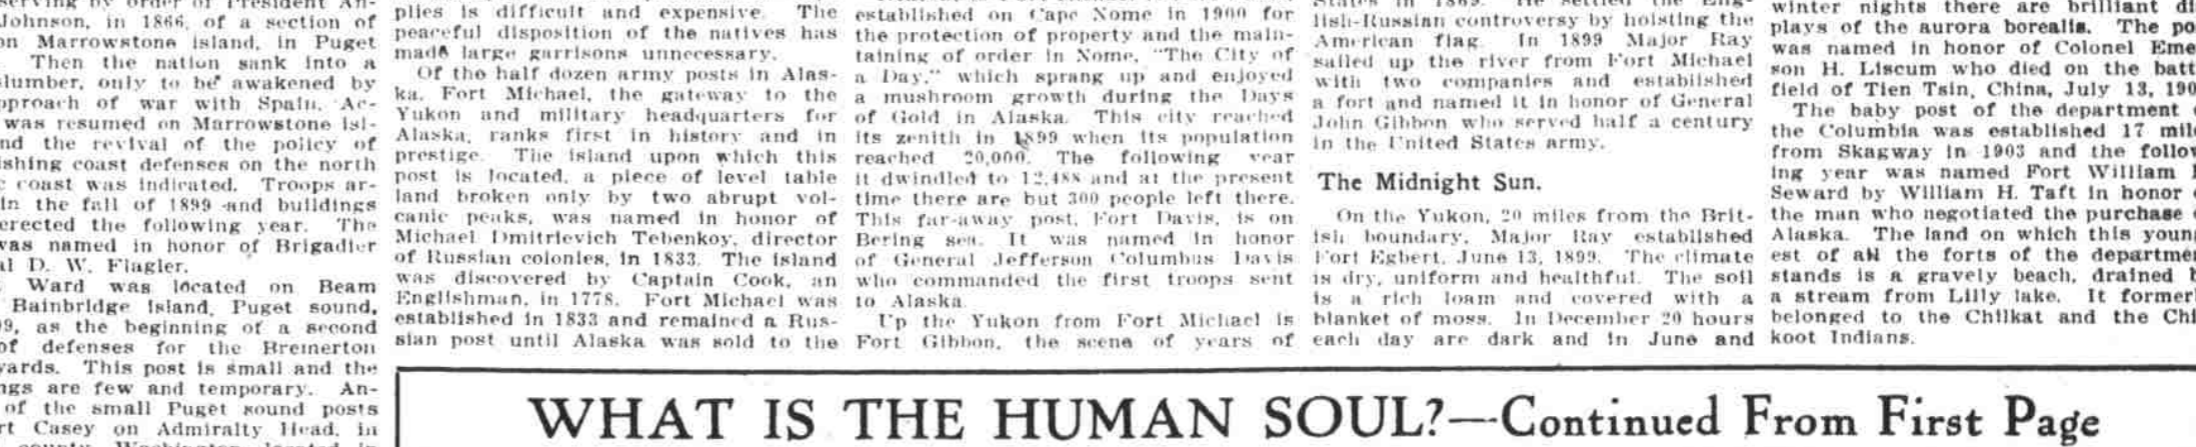 serving by order of President An-
Johnson, in 1866, of a section of
on Marrowstone island, in Puget
Then the nation sank into a
slumber, only to be awakened by
pproach of war with Spain. Ac-
was resumed on Marrowstone isl-
nd the revival of the policy of
ishing coast defenses on the north
c coast was indicated. Troops ar-
in the fall of 1899 and buildings
erected the following year. The
was named in honor of Brigadier
al D. W. Flagler.
Ward was located on Beam
Bainbridge island, Puget sound,
99, as the beginning of a second
of defenses for the Bremerton
yards. This post is small and the
ngs are few and temporary. An-
of the small Puget sound posts
rt Casey on Admiralty Head, in
county, Washington, located in
plies is difficult and expensive. The
peaceful disposition of the natives has
made large garrisons unnecessary.
Of the half dozen army posts in Alas-
ka, Fort Michael, the gateway to the
Yukon and military headquarters for
Alaska, ranks first in history and in
prestige. The island upon which this
post is located, a piece of level table
land broken only by two abrupt vol-
canic peaks, was named in honor of
Michael Dmitrievich Tebenkoy, director
of Russian colonies, in 1833. The island
was discovered by Captain Cook, an
Englishman, in 1778. Fort Michael was
established in 1833 and remained a Rus-
sian post until Alaska was sold to the
established on Cape Nome in 1900 for
the protection of property and the main-
taining of order in Nome, "The City of
a Day," which sprang up and enjoyed
a mushroom growth during the Days
of Gold in Alaska. This city reached
its zenith in 1899 when its population
reached 20,000. The following year
it dwindled to 12,488 and at the present
time there are but 300 people left there.
This far-away post, Fort Davis, is on
Bering sea. It was named in honor
of General Jefferson Columbus Davis
who commanded the first troops sent
to Alaska.
Up the Yukon from Fort Michael is
Fort Gibbon, the scene of years of
States in 1869. He settled the Eng-
lish-Russian controversy by hoisting the
American flag. In 1899 Major Ray
sailed up the river from Fort Michael
with two companies and established
a fort and named it in honor of General
John Gibbon who served half a century
in the United States army.
The Midnight Sun.
On the Yukon, 20 miles from the Brit-
ish boundary, Major Ray established
Fort Egbert, June 13, 1899. The climate
is dry, uniform and healthful. The soil
is a rich loam and covered with a
blanket of moss. In December 20 hours
each day are dark and in June and
winter nights there are brilliant di
plays of the aurora borealis. The po
was named in honor of Colonel Eme
son H. Liscum who died on the batt
field of Tien Tsin, China, July 13, 190
The baby post of the department
the Columbia was established 17 mil
from Skagway in 1903 and the follow
ing year was named Fort William
Seward by William H. Taft in honor
the man who negotiated the purchase
Alaska. The land on which this young
est of all the forts of the departme
stands is a gravely beach, drained b
a stream from Lilly lake. It former
belonged to the Chilkat and the Chi
koot Indians.
WHAT IS THE HUMAN SOUL?—Continued From First Page